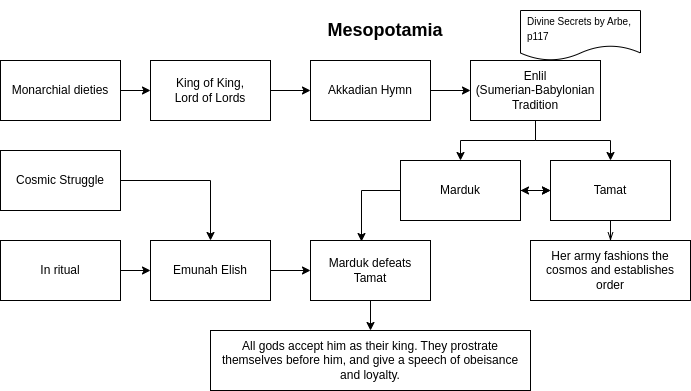 Mesopotamia
Divine Secrets by Arbe,
p117
Monarchial dieties
King of King,
Lord of Lords
Akkadian Hymn
Enlil
(Sumerian-Babylonian
Tradition
Cosmic Struggle
Marduk
Tamat
In ritual
Emunah Elish
Marduk defeats
Tamat
Her army fashions the
cosmos and establishes
order
All gods accept him as their king. They prostrate
themselves before him, and give a speech of obeisance
and loyalty.